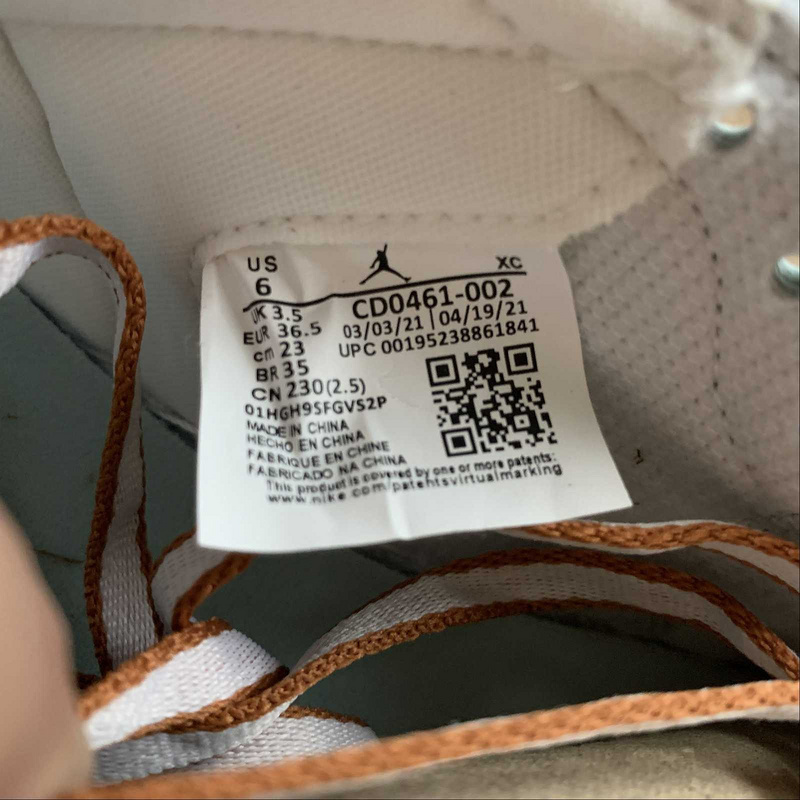 US
6
XC
UK 3.5
EUR 36.5
cm 23
BR 35
CN 230(2.5)
CD0461-002
03/03/21 | 04/19/21
UPC 00195238861841
01HGH9SFGVS2P
MADE IN CHINA
HECHO EN CHINA
FABRIQUE EN CHINE
FABRICADO NA CHINA
This product is covered by one or more patents:
www.nike.com/patentsvirtualmarking